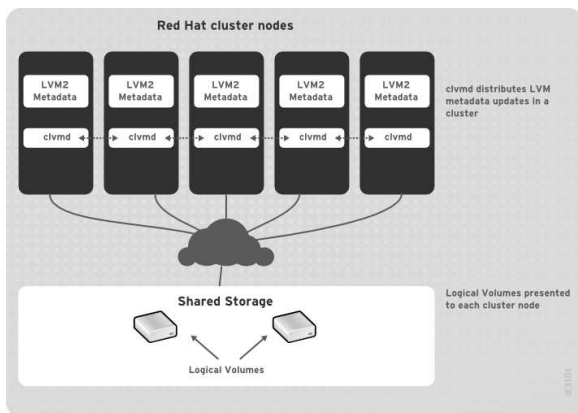 Red Hat cluster nodes
LVM2 LVM2 LVM2 LVM2 LVM2
Metadata Metadata Metadata Metadata Metadata
clvmd clvmd clvmd clvmd clvmd
clvmd distributes LVM
metadata updates in a
cluster
Shared Storage
Logical Volumes
Logical Volumes presented
to each cluster node
#3101